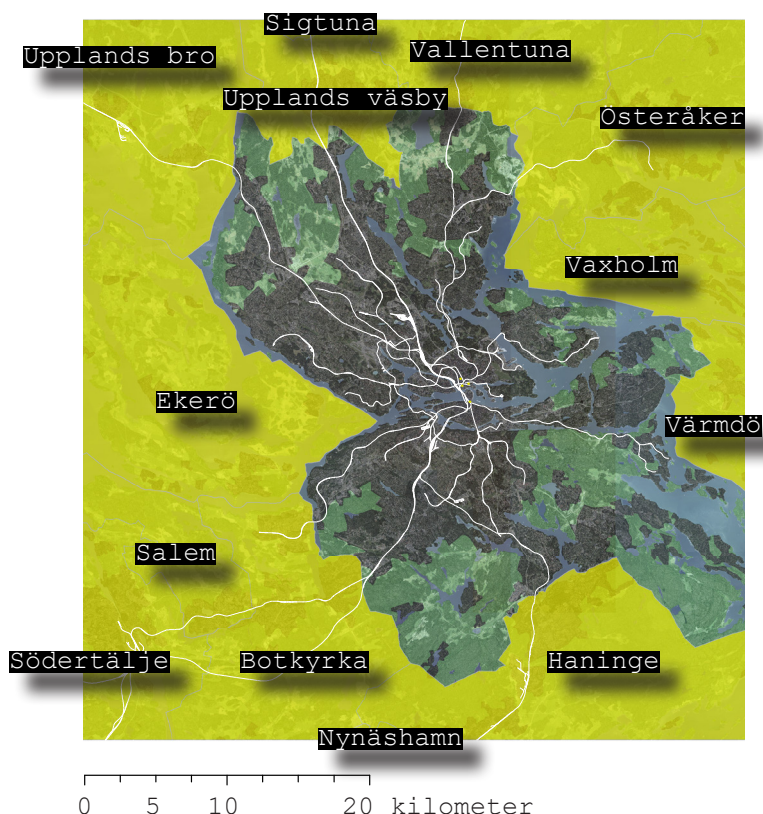 Sigtuna
Upplands bro
Vallentuna
Upplands väsby
Österåker
Vaxholm
Ekerö
Värmdö
Salem
Södertälje
Botkyrka
Haninge
Nynäshamn
0 5 10 20 kilometer